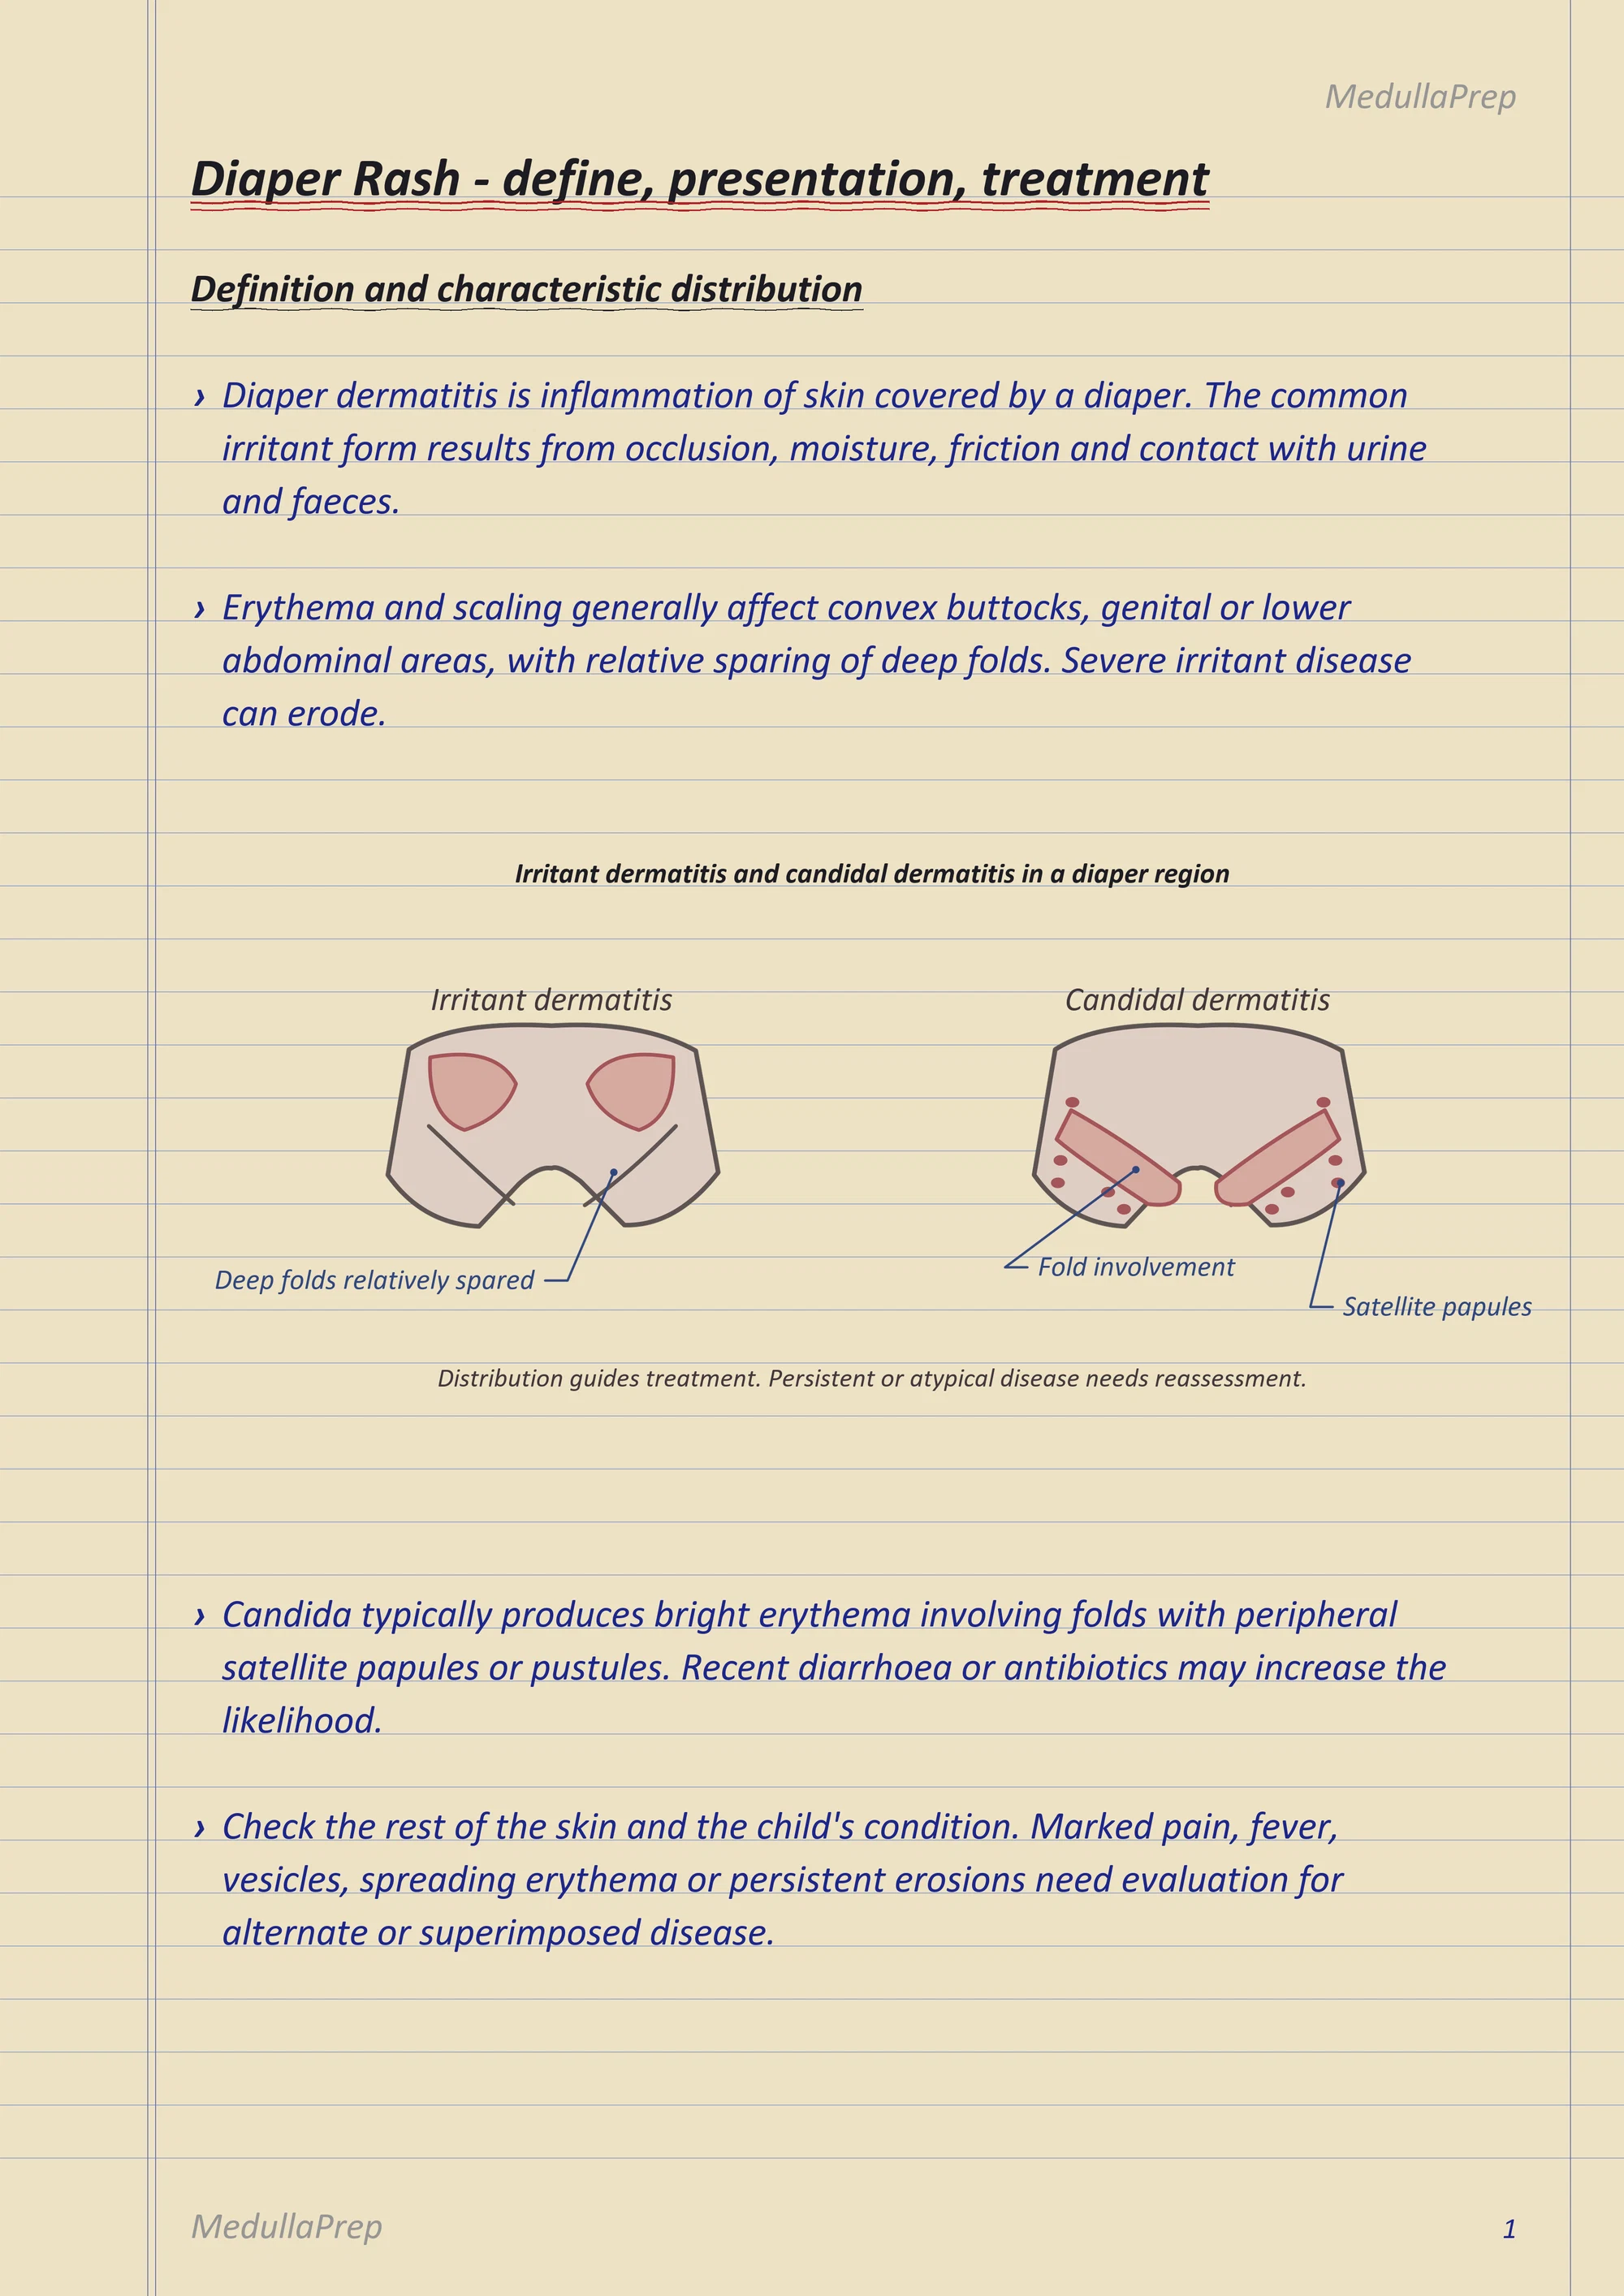 MedullaPrep
Diaper Rash - define, presentation, treatment
Definition and characteristic distribution
› Diaper dermatitis is inflammation of skin covered by a diaper. The common
irritant form results from occlusion, moisture, friction and contact with urine
and faeces.
› Erythema and scaling generally affect convex buttocks, genital or lower
abdominal areas, with relative sparing of deep folds. Severe irritant disease
can erode.
Irritant dermatitis and candidal dermatitis in a diaper region
Irritant dermatitis
Candidal dermatitis
Deep folds relatively spared
Fold involvement
Satellite papules
Distribution guides treatment. Persistent or atypical disease needs reassessment.
› Candida typically produces bright erythema involving folds with peripheral
satellite papules or pustules. Recent diarrhoea or antibiotics may increase the
likelihood.
› Check the rest of the skin and the child's condition. Marked pain, fever,
vesicles, spreading erythema or persistent erosions need evaluation for
alternate or superimposed disease.
MedullaPrep
1